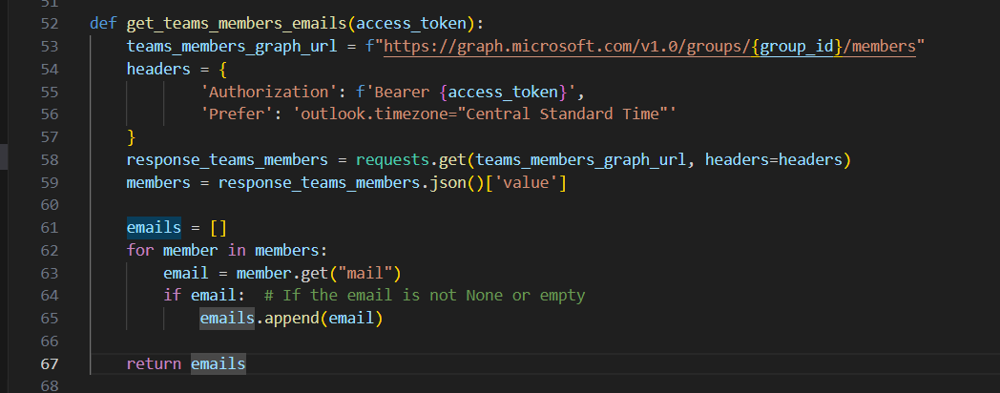 51
52 def get_teams_members_emails(access_token):
53 teams_members_graph_url = f"https://graph.microsoft.com/v1.0/groups/{group_id}/members"
54 headers = {
55 'Authorization': f'Bearer {access_token}',
56 'Prefer': 'outlook.timezone="Central Standard Time"'
57 }
58 response_teams_members = requests.get(teams_members_graph_url, headers=headers)
59 members = response_teams_members.json()['value']
60
61 emails = []
62 for member in members:
63 email = member.get("mail")
64 if email:  # If the email is not None or empty
65 emails.append(email)
66
67 return emails
68